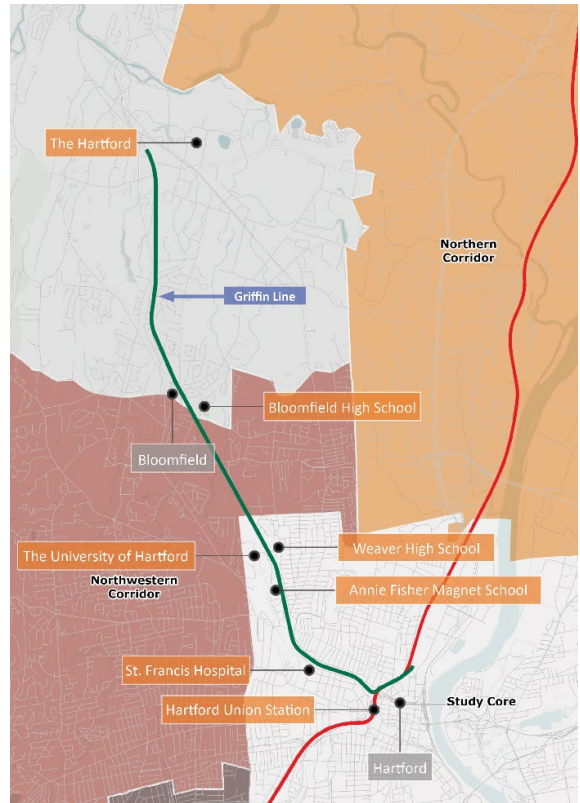 The Hartford
Northern
Corridor
Griffin Line
Bloomfield High School
Bloomfield
Weaver High School
The University of Hartford
Northwestern
Corridor
Annie Fisher Magnet School
St. Francis Hospital
Study Core
Hartford Union Station
Hartford